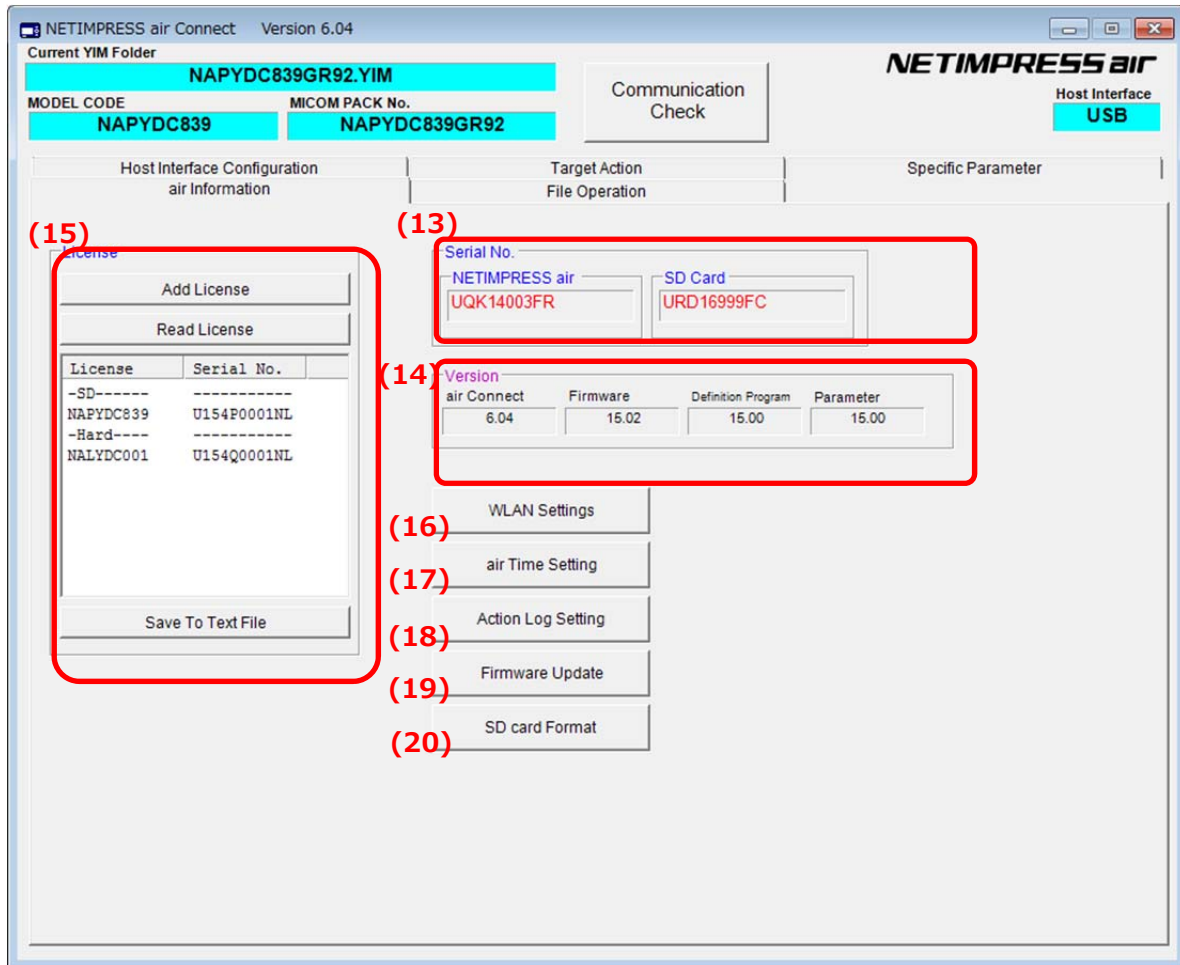 NETIMPRESS air Connect Version 6.04
Current YIM Folder
NAPYDC839GR92.YIM
MODEL CODE MICOM PACK No.
NAPYDC839 NAPYDC839GR92
Communication
Check
NETIMPRESS air
Host Interface
USB
Host Interface Configuration Target Action Specific Parameter
air Information File Operation
(15)
License
Add License
Read License
License Serial No.
-SD------ -----------
NAPYDC839 U154P0001NL
-Hard---- -----------
NALYDC001 U154Q0001NL
Save To Text File
(13)
Serial No.
NETIMPRESS air SD Card
UQK14003FR URD16999FC
(14)
Version
air Connect Firmware Definition Program Parameter
6.04 15.02 15.00 15.00
WLAN Settings
(16)
air Time Setting
(17)
Action Log Setting
(18)
Firmware Update
(19)
SD card Format
(20)